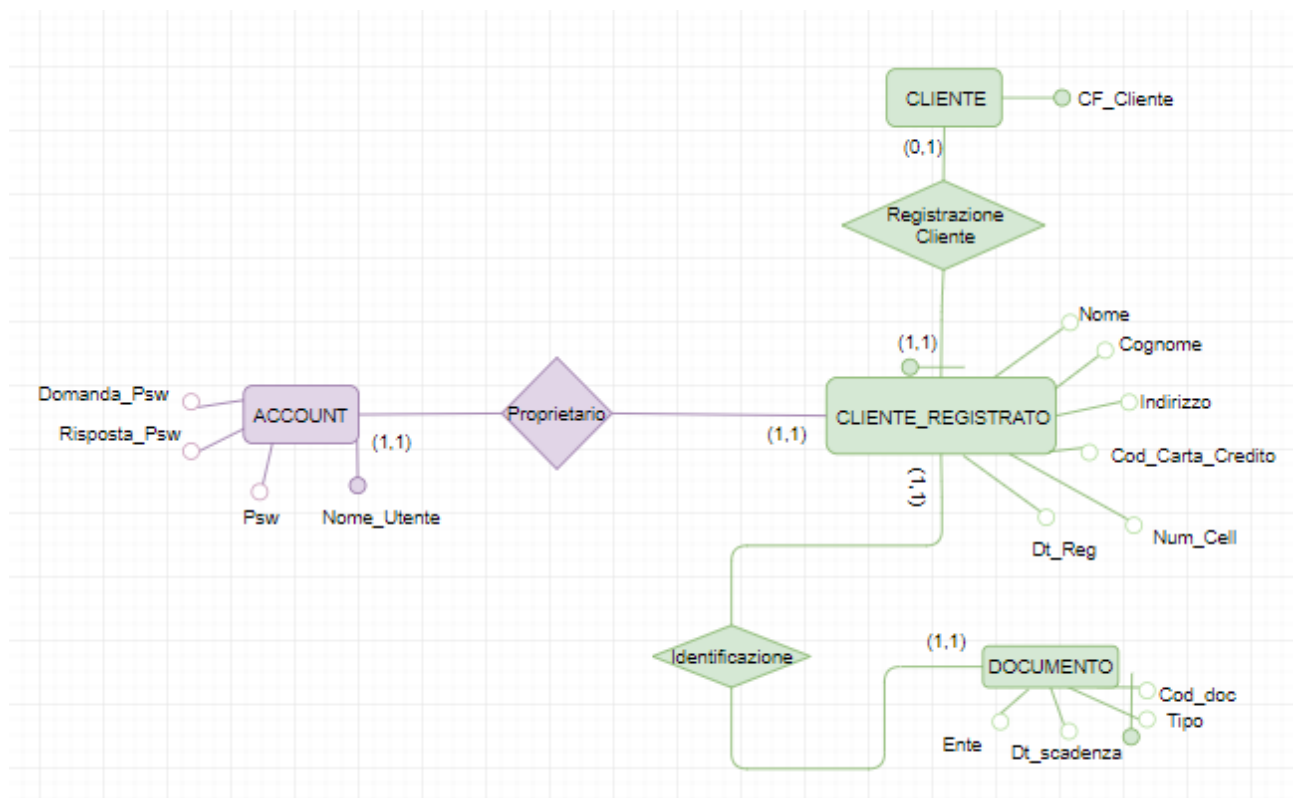 CLIENTE
CF_Cliente
(0,1)
Registrazione
Cliente
(1,1)
Nome
Cognome
Indirizzo
Cod_Carta_Credito
Num_Cell
Dt_Reg
CLIENTE_REGISTRATO
(1,1)
Proprietario
(1,1)
ACCOUNT
Domanda_Psw
Risposta_Psw
Psw
Nome_Utente
(1,1)
Identificazione
(1,1)
DOCUMENTO
Cod_doc
Tipo
Dt_scadenza
Ente